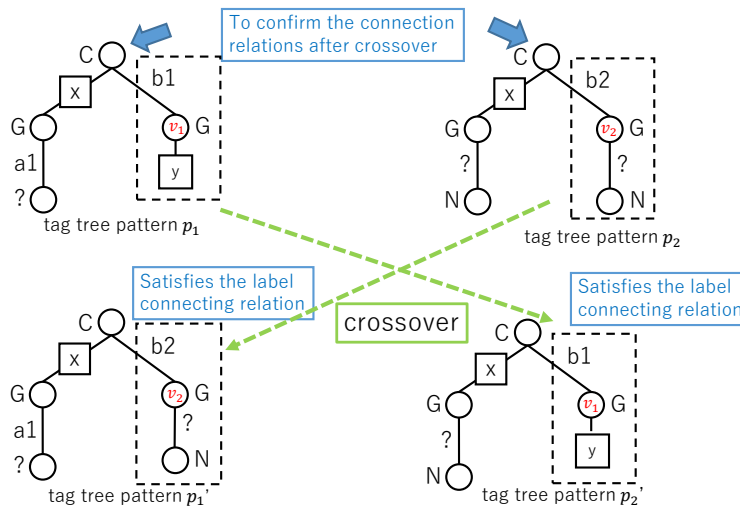 To confirm the connection
relations after crossover
C
x
b1
G
v₁
G
a1
y
?
tag tree pattern p₁
C
x
b2
G
v₂
G
?
?
N
N
tag tree pattern p₂
Satisfies the label
connecting relation
crossover
Satisfies the label
connecting relation
C
x
b2
G
v₂
G
a1
?
?
N
tag tree pattern p₁'
C
x
b1
G
v₁
G
?
y
N
tag tree pattern p₂'